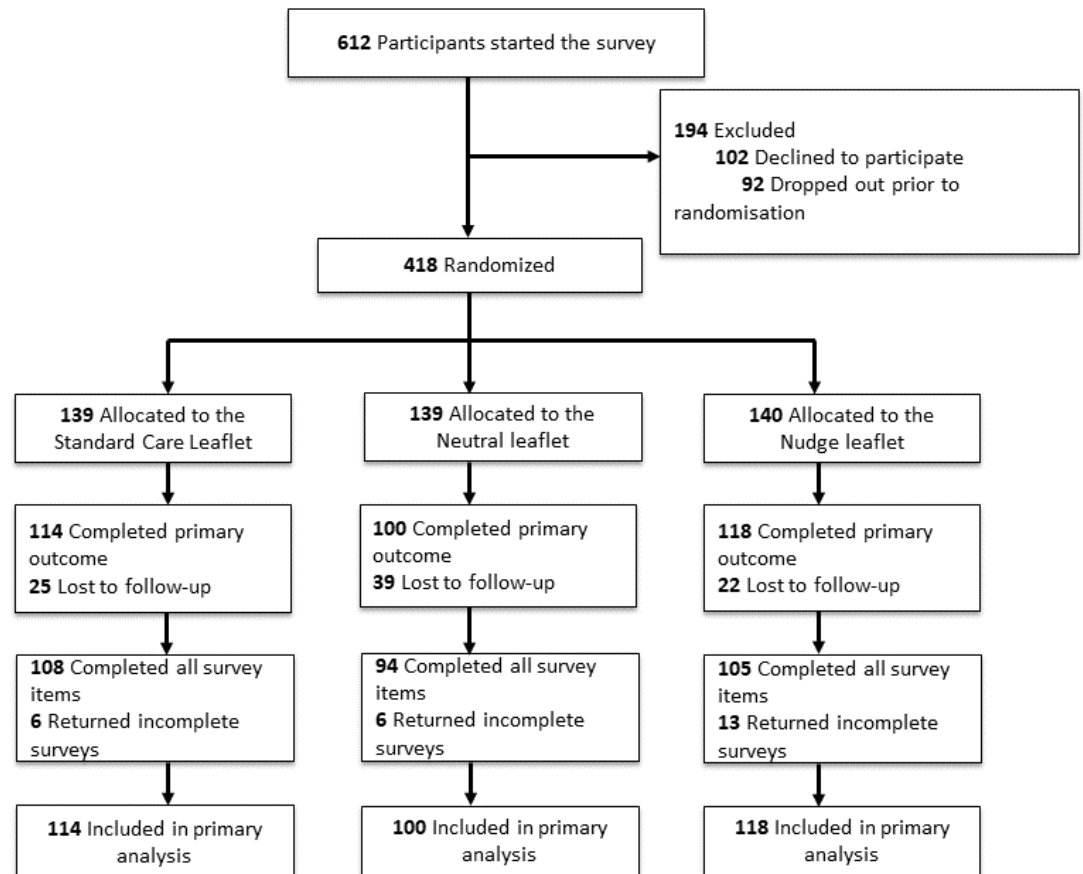 612 Participants started the survey
194 Excluded
102 Declined to participate
92 Dropped out prior to
randomisation
418 Randomized
139 Allocated to the
Standard Care Leaflet
139 Allocated to the
Neutral leaflet
140 Allocated to the
Nudge leaflet
114 Completed primary
outcome
25 Lost to follow-up
100 Completed primary
outcome
39 Lost to follow-up
118 Completed primary
outcome
22 Lost to follow-up
108 Completed all survey
items
6 Returned incomplete
surveys
94 Completed all survey
items
6 Returned incomplete
surveys
105 Completed all survey
items
13 Returned incomplete
surveys
114 Included in primary
analysis
100 Included in primary
analysis
118 Included in primary
analysis